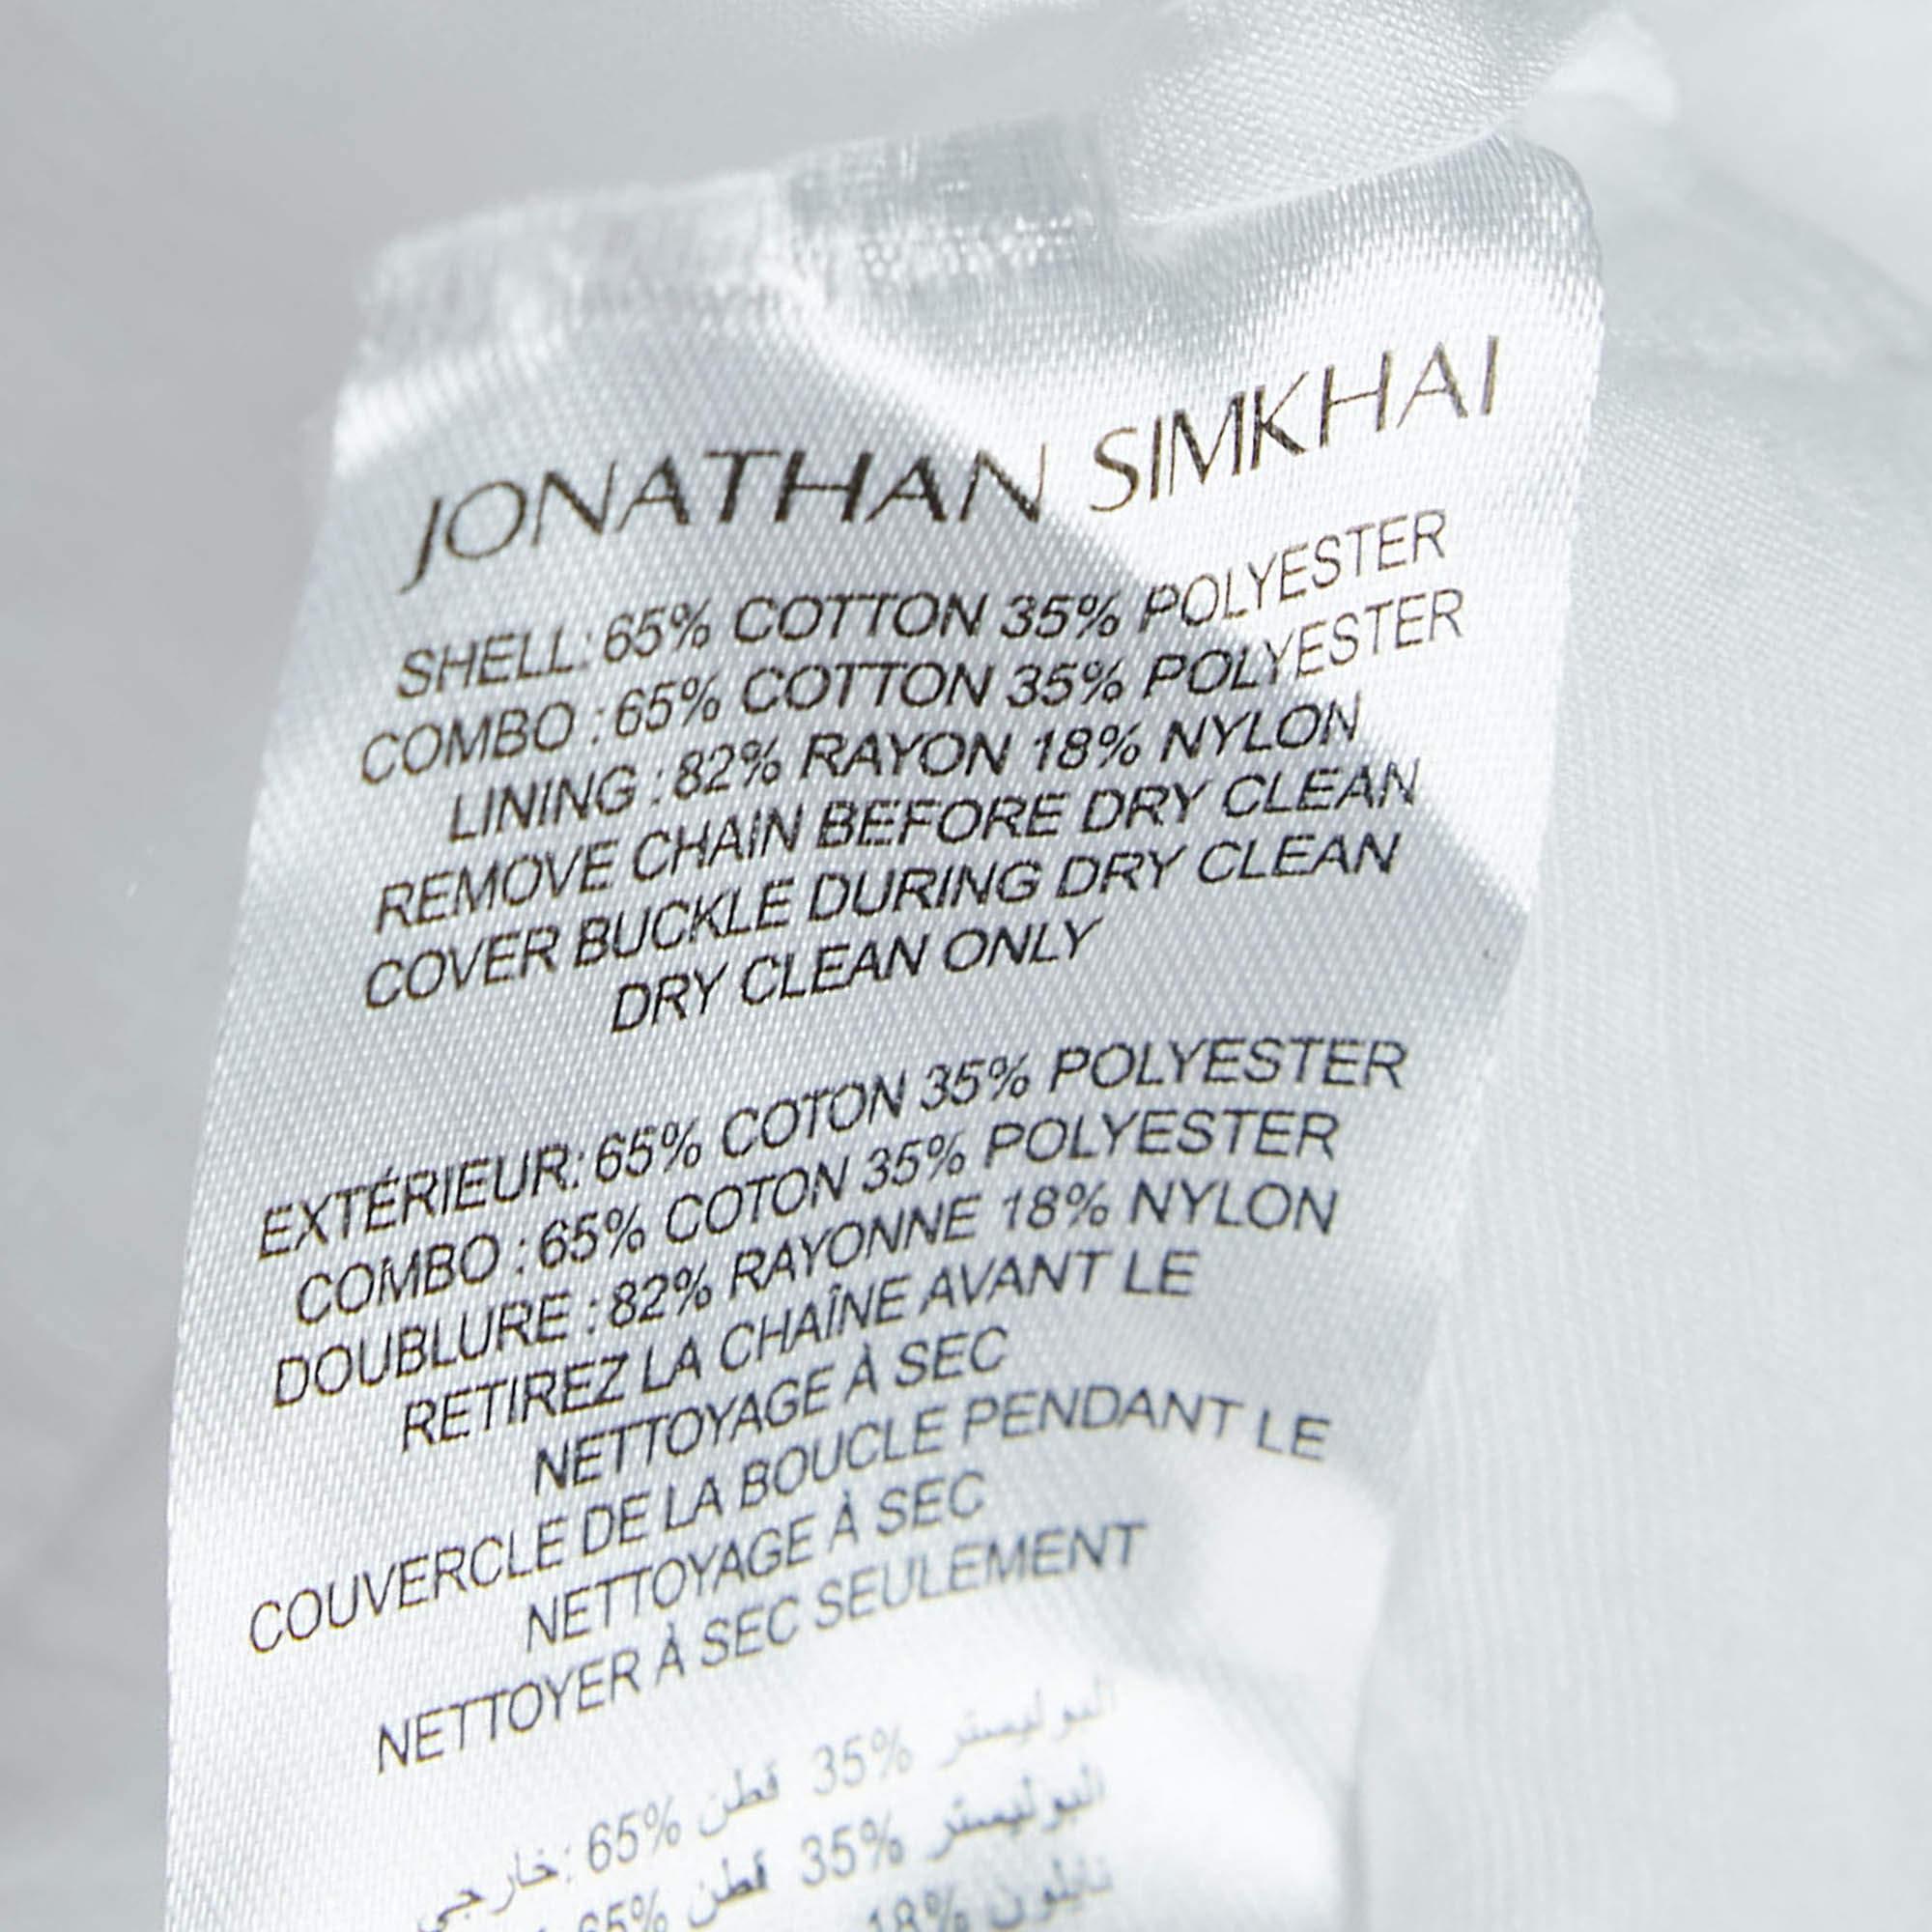 JONATHAN SIMKHAI
SHELL: 65% COTTON 35% POLYESTER
COMBO : 65% COTTON 35% POLYESTER
LINING : 82% RAYON 18% NYLON
REMOVE CHAIN BEFORE DRY CLEAN
COVER BUCKLE DURING DRY CLEAN
DRY CLEAN ONLY
EXTÉRIEUR: 65% COTON 35% POLYESTER
COMBO : 65% COTON 35% POLYESTER
DOUBLURE : 82% RAYONNE 18% NYLON
RETIREZ LA CHAÎNE AVANT LE
NETTOYAGE À SEC
COUVERCLE DE LA BOUCLE PENDANT LE
NETTOYAGE À SEC
NETTOYER À SEC SEULEMENT
خارجي: 65% قطن 35% البوليستر
65% قطن 35% البوليستر
18% نايلون